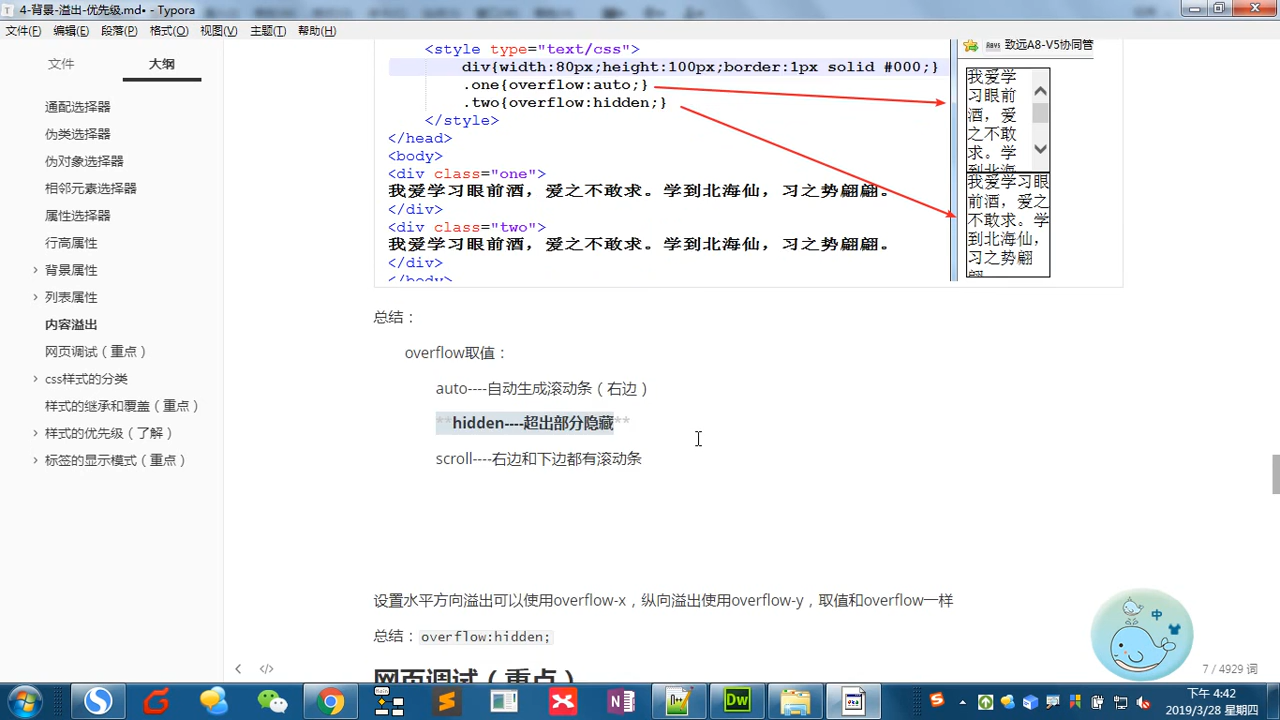 4-背景-溢出-优先级.md• - Typora
文件(F) 编辑(E) 段落(P) 格式(O) 视图(V) 主题(T) 帮助(H)
文件 大纲
通配选择器
伪类选择器
伪对象选择器
相邻元素选择器
属性选择器
行高属性
背景属性
列表属性
内容溢出
网页调试（重点）
css样式的分类
样式的继承和覆盖（重点）
样式的优先级（了解）
标签的显示模式（重点）
<style type="text/css">
div{width:80px;height:100px;border:1px solid #000;}
.one{overflow:auto;}
.two{overflow:hidden;}
</style>
</head>
<body>
<div class="one">
我爱学习眼前酒，爱之不敢求。学到北海仙，习之势翩翩。
</div>
<div class="two">
我爱学习眼前酒，爱之不敢求。学到北海仙，习之势翩翩。
</div>
</body>
致远A8-V5协同管
我爱学
习眼前
酒，爱
之不敢
求。学
到北海
我爱学习眼
前酒，爱之
不敢求。学
到北海仙，
习之势翩
翩
总结：
overflow取值：
auto----自动生成滚动条（右边）
**hidden----超出部分隐藏**
scroll----右边和下边都有滚动条
设置水平方向溢出可以使用overflow-x，纵向溢出使用overflow-y，取值和overflow一样
总结：overflow:hidden;
网页调试（重点）
中
7 / 4929 词
下午 4:42
2019/3/28 星期四